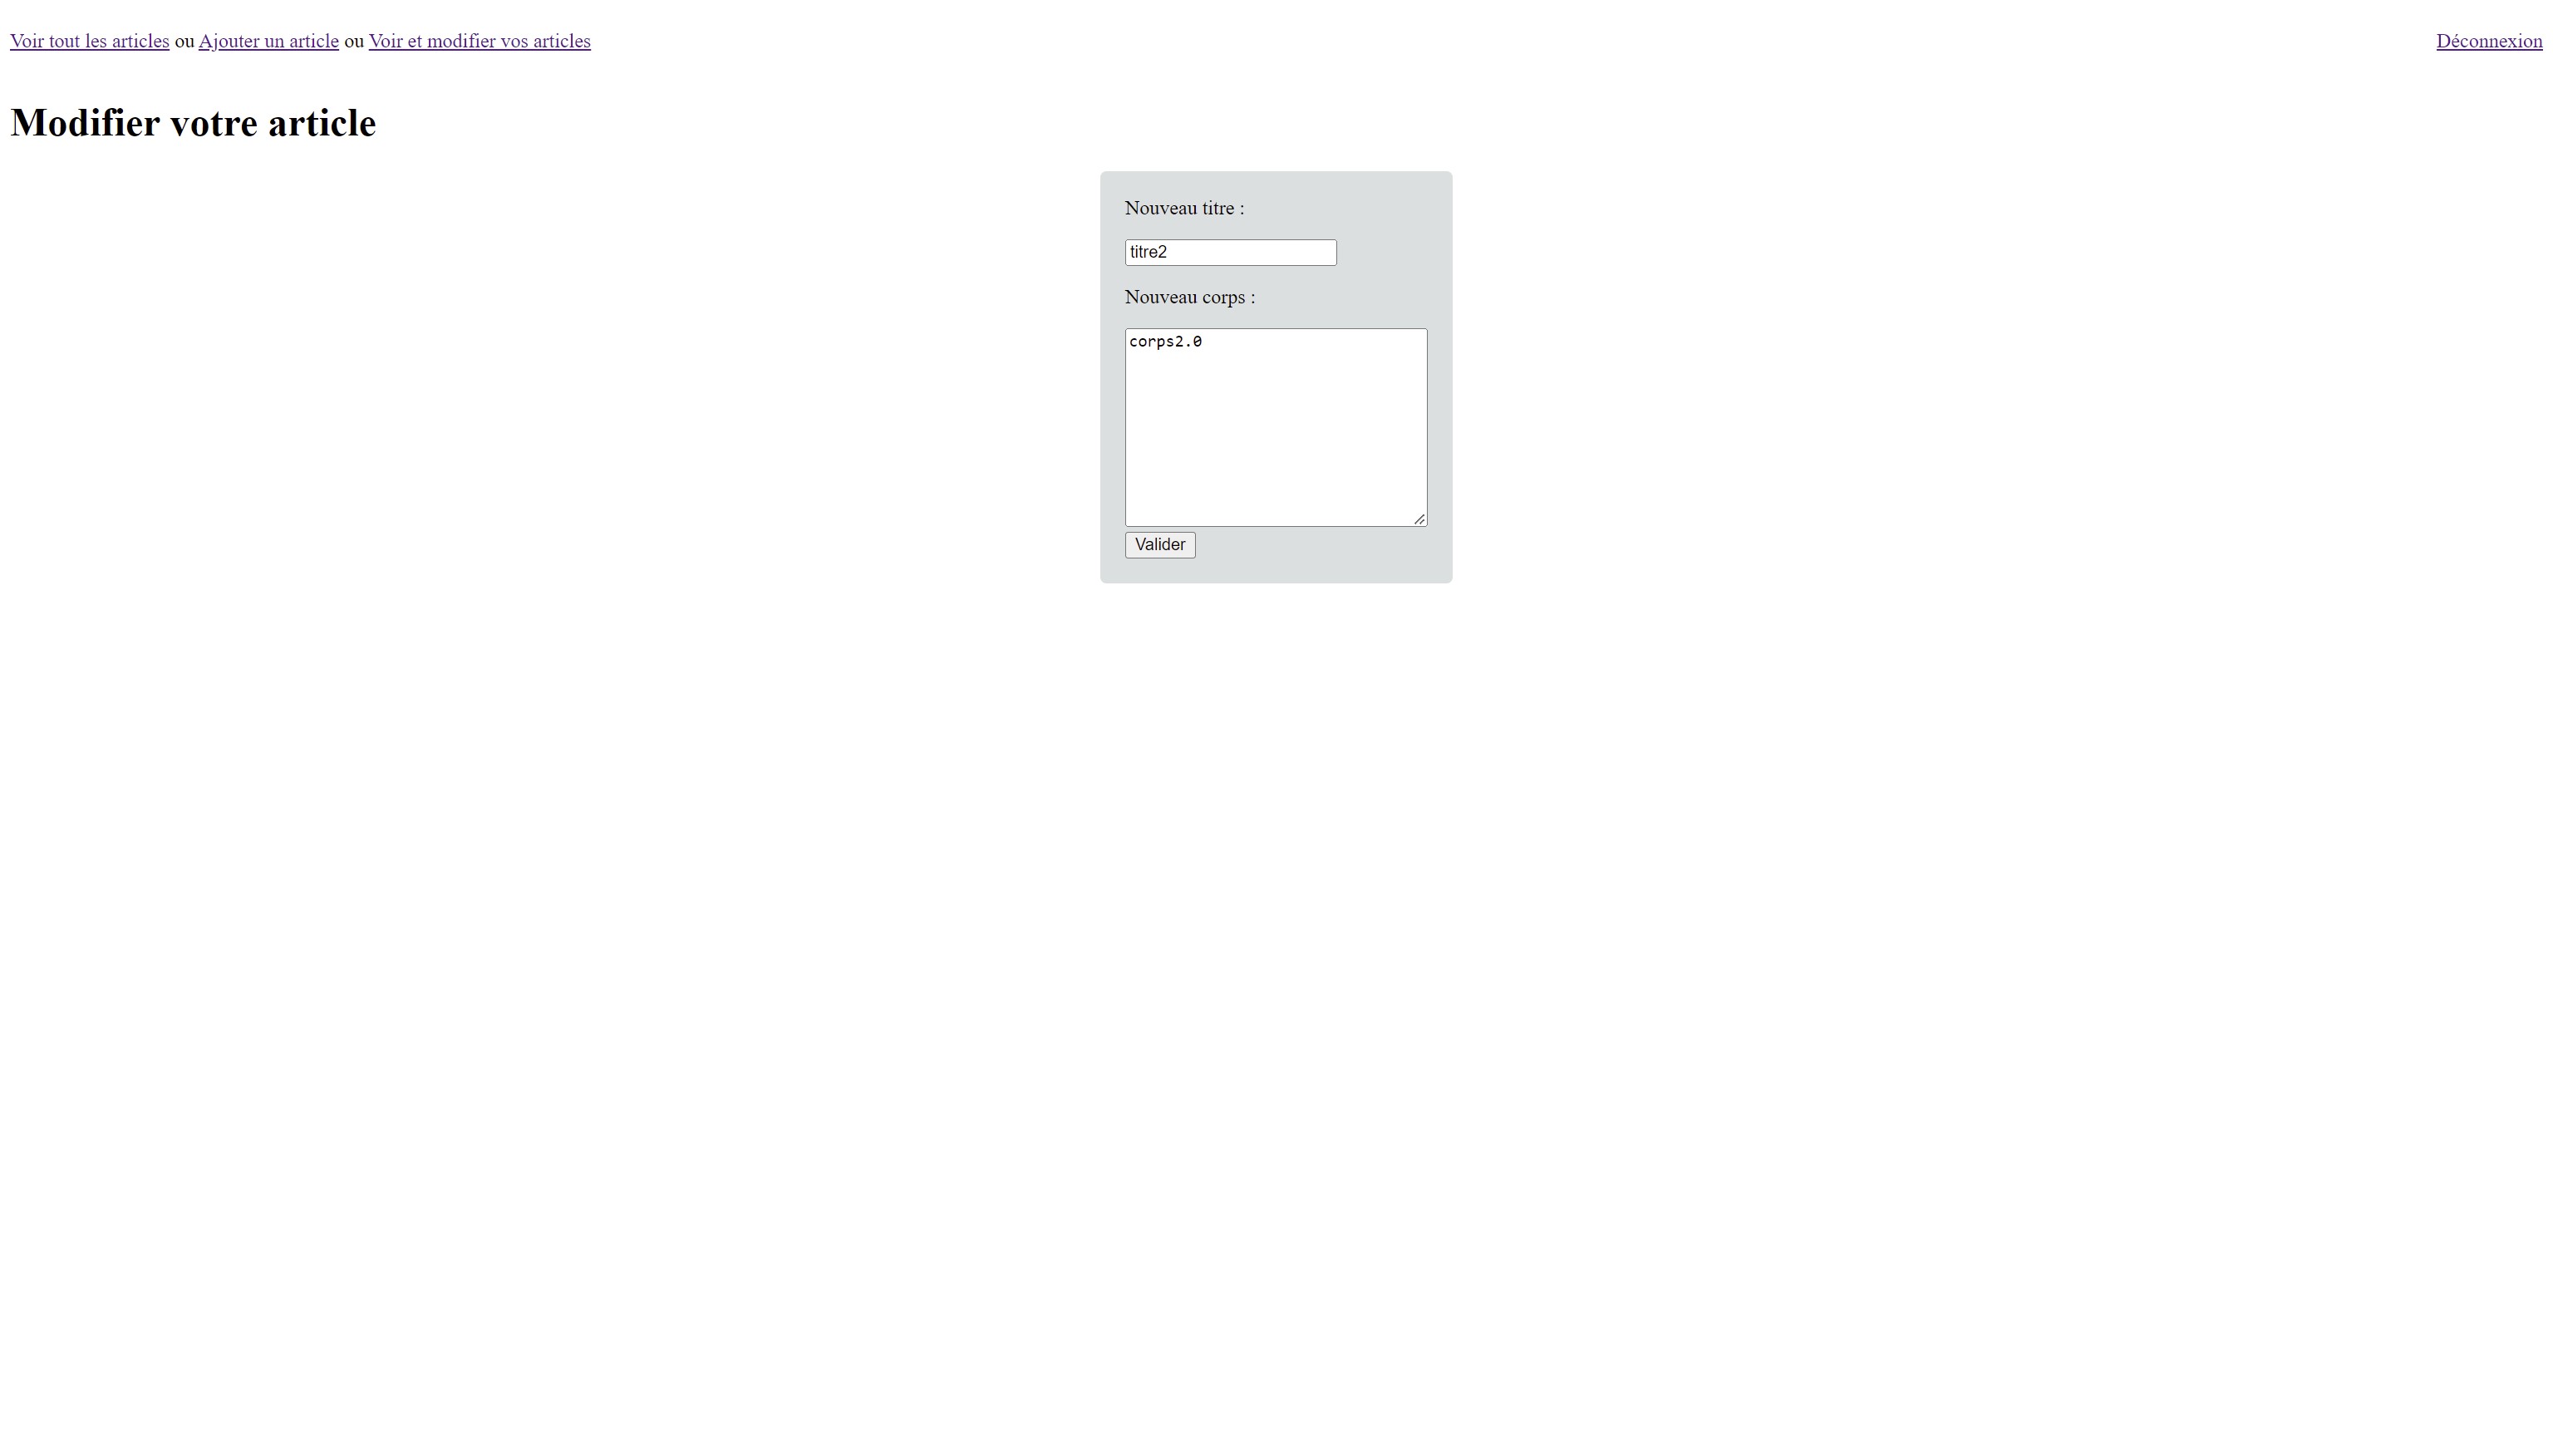 Voir tout les articles ou Ajouter un article ou Voir et modifier vos articles
Déconnexion
Modifier votre article
Nouveau titre :
titre2
Nouveau corps :
corps2.0
Valider